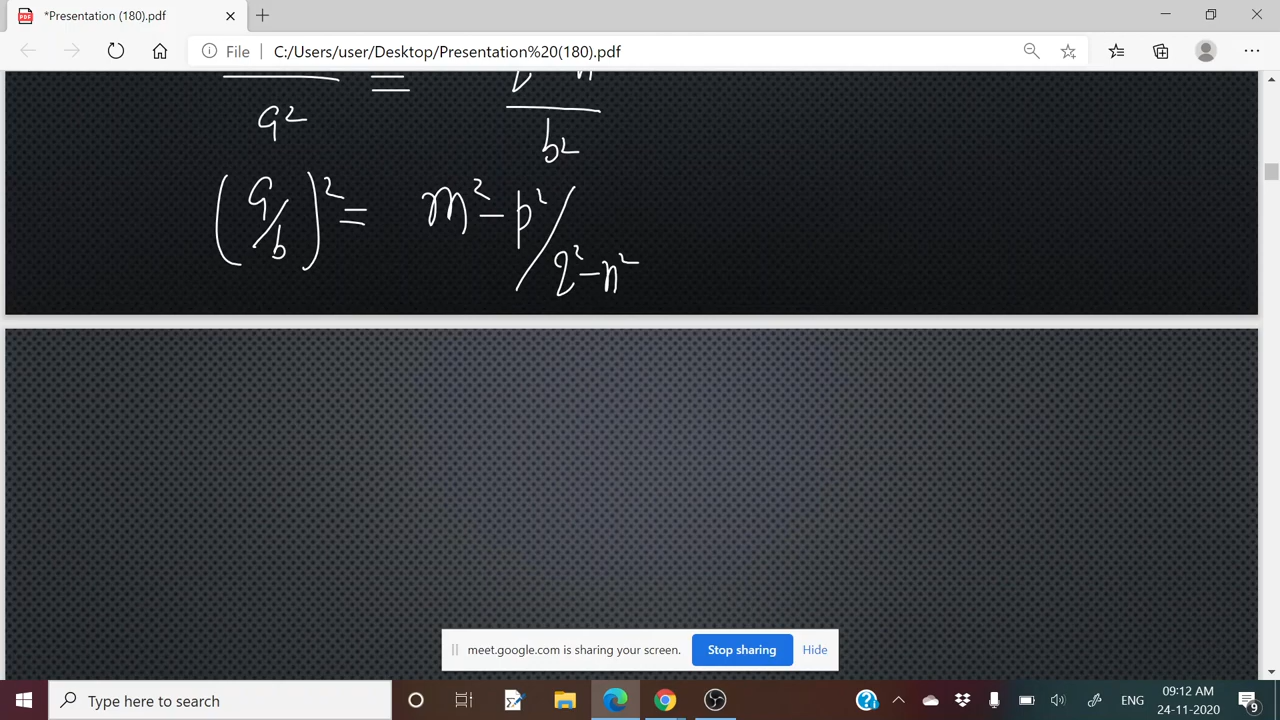 *Presentation (180).pdf
File C:/Users/user/Desktop/Presentation%20(180).pdf
a² =
b²
(a/b)² = m² - p² / q² - n²
meet.google.com is sharing your screen. Stop sharing Hide
Type here to search
ENG
09:12 AM
24-11-2020
9